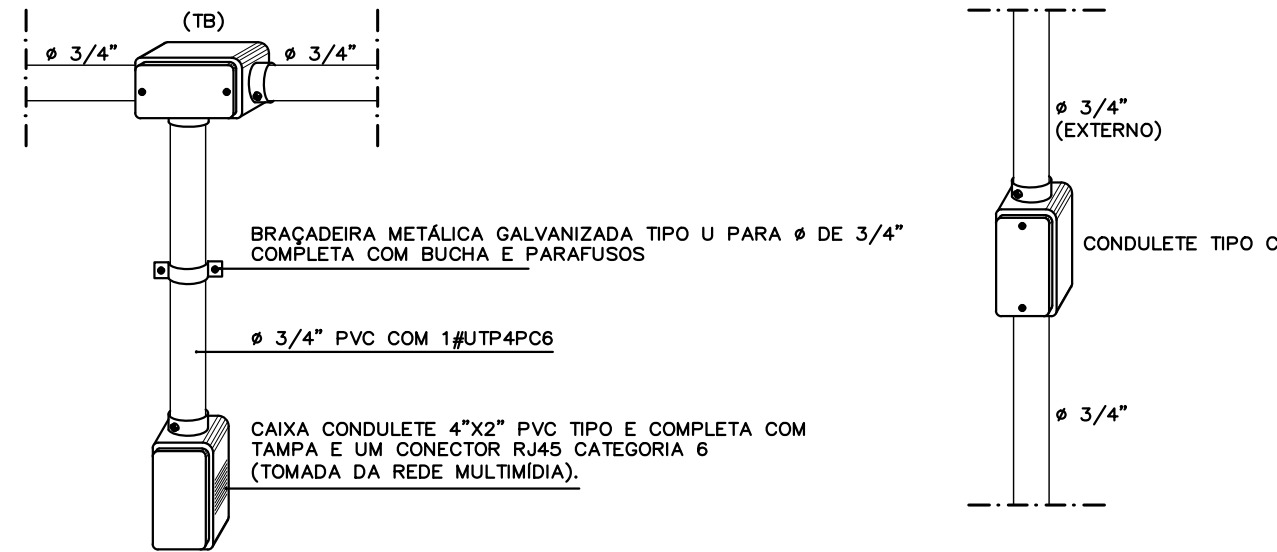 (TB)
ø 3/4" ø 3/4"
BRAÇADEIRA METÁLICA GALVANIZADA TIPO U PARA ø DE 3/4"
COMPLETA COM BUCHA E PARAFUSOS
ø 3/4" PVC COM 1#UTP4PC6
CAIXA CONDULETE 4"X2" PVC TIPO E COMPLETA COM
TAMPA E UM CONECTOR RJ45 CATEGORIA 6
(TOMADA DA REDE MULTIMÍDIA).
ø 3/4"
(EXTERNO)
CONDULETE TIPO C
ø 3/4"